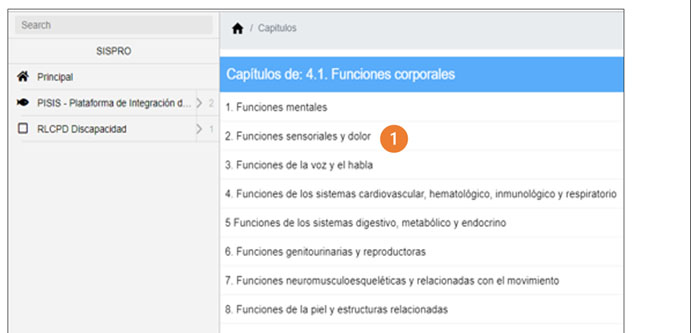 Search
SISPRO
Principal
PISIS - Plataforma de Integración d... 2
RLCPD Discapacidad 1
/ Capitulos
Capítulos de: 4.1. Funciones corporales
1. Funciones mentales
2. Funciones sensoriales y dolor 1
3. Funciones de la voz y el habla
4. Funciones de los sistemas cardiovascular, hematológico, inmunológico y respiratorio
5 Funciones de los sistemas digestivo, metabólico y endocrino
6. Funciones genitourinarias y reproductoras
7. Funciones neuromusculoesqueléticas y relacionadas con el movimiento
8. Funciones de la piel y estructuras relacionadas